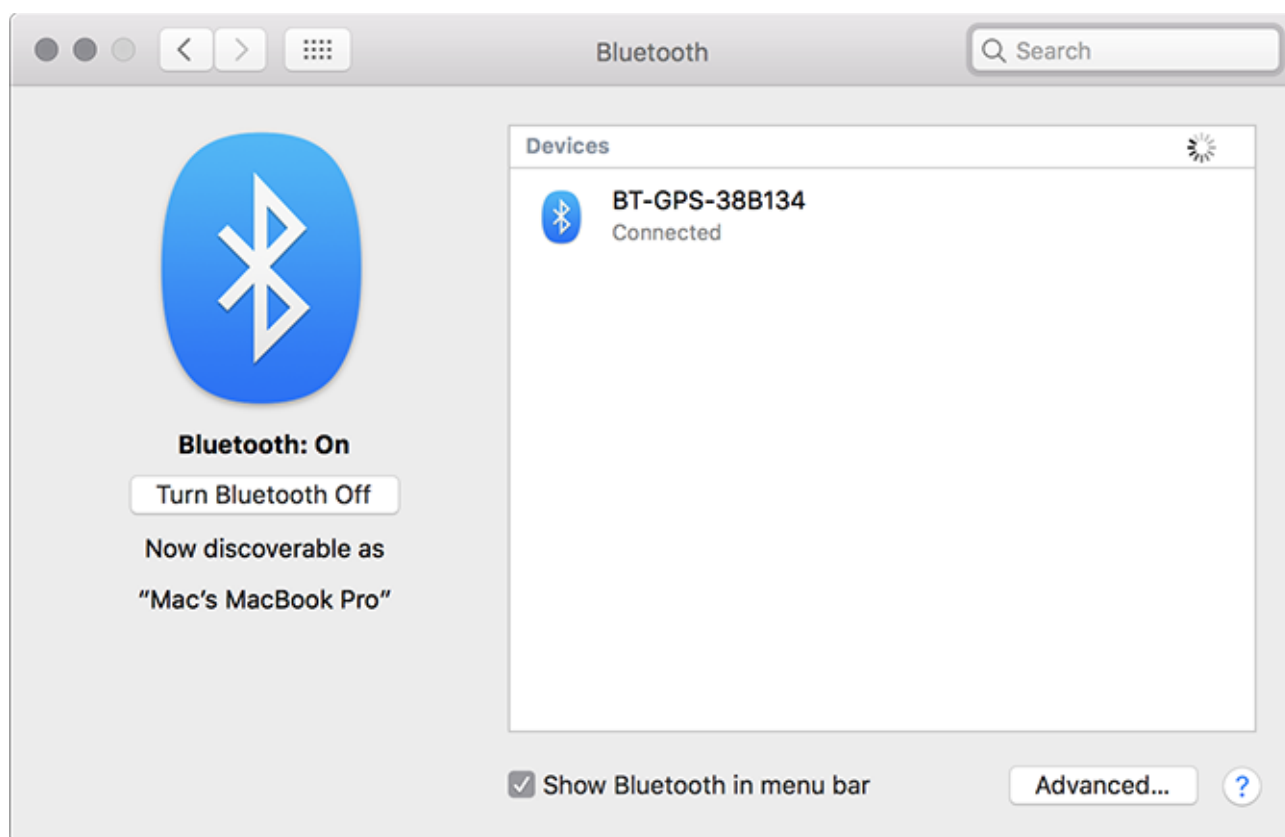 Bluetooth
Search
Bluetooth: On
Turn Bluetooth Off
Now discoverable as
“Mac’s MacBook Pro”
Devices
BT-GPS-38B134
Connected
Show Bluetooth in menu bar
Advanced...
?